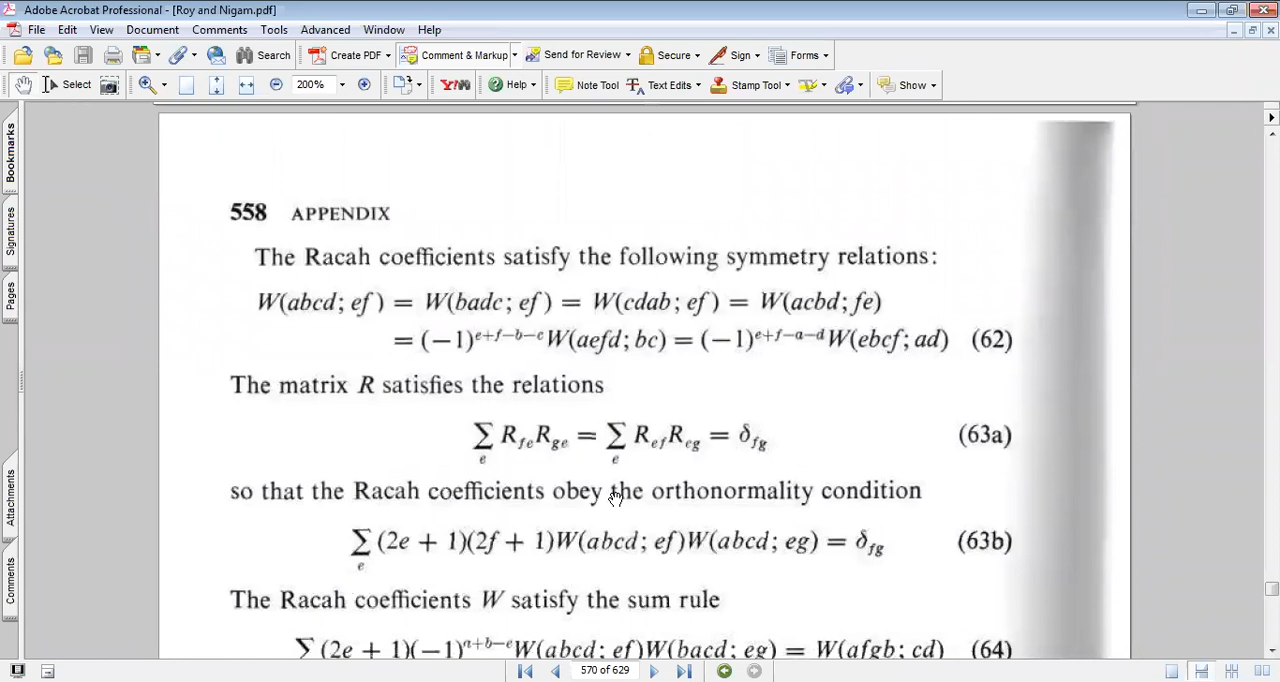 Adobe Acrobat Professional - [Roy and Nigam.pdf]
File Edit View Document Comments Tools Advanced Window Help
Search Create PDF Comment & Markup Send for Review Secure Sign Forms
Select 200% Y!! Help Note Tool Text Edits Stamp Tool Show
Bookmarks
Signatures
Pages
Attachments
Comments
558 APPENDIX
The Racah coefficients satisfy the following symmetry relations:
W(abcd; ef) = W(badc; ef) = W(cdab; ef) = W(acbd; fe)
= (−1)^{e+f−b−c}W(aefd; bc) = (−1)^{e+f−a−d}W(ebcf; ad) (62)
The matrix R satisfies the relations
∑_e R_{fe}R_{ge} = ∑_e R_{ef}R_{eg} = δ_{fg} (63a)
so that the Racah coefficients obey the orthonormality condition
∑_e (2e + 1)(2f + 1)W(abcd; ef)W(abcd; eg) = δ_{fg} (63b)
The Racah coefficients W satisfy the sum rule
∑ (2e + 1)(−1)^{a+b−e}W(abcd; ef)W(bacd; eg) = W(afgb; cd) (64)
570 of 629